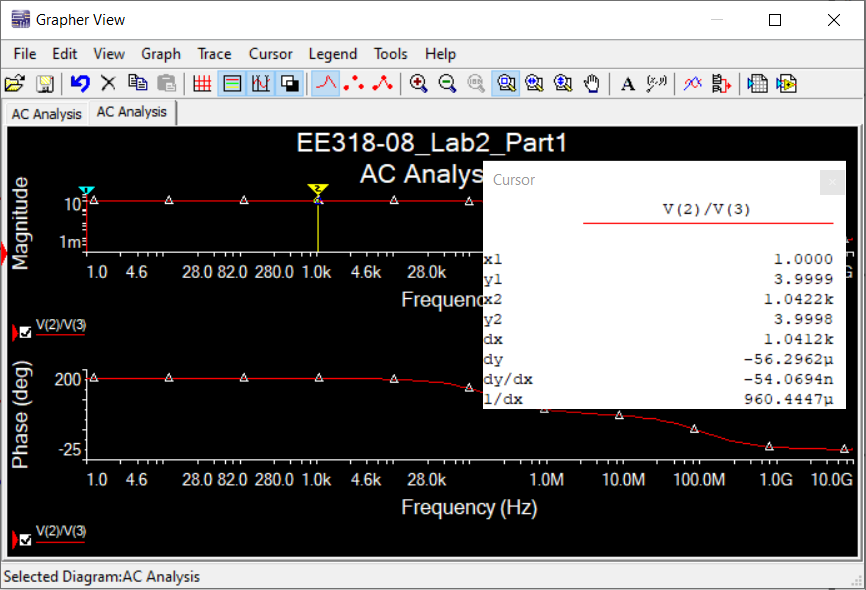 Grapher View
File Edit View Graph Trace Cursor Legend Tools Help
A (x,y)
AC Analysis AC Analysis
EE318-08_Lab2_Part1
AC Analys
Magnitude
10
1m
1 2
1.0 4.6 28.0 82.0 280.0 1.0k 4.6k 28.0k G
Frequenc
V(2)/V(3)
Cursor
V(2)/V(3)
x1 1.0000
y1 3.9999
x2 1.0422k
y2 3.9998
dx 1.0412k
dy -56.2962µ
dy/dx -54.0694n
1/dx 960.4447µ
Phase (deg)
200
-25
1.0 4.6 28.0 82.0 280.0 1.0k 4.6k 28.0k 1.0M 10.0M 100.0M 1.0G 10.0G
Frequency (Hz)
V(2)/V(3)
Selected Diagram:AC Analysis